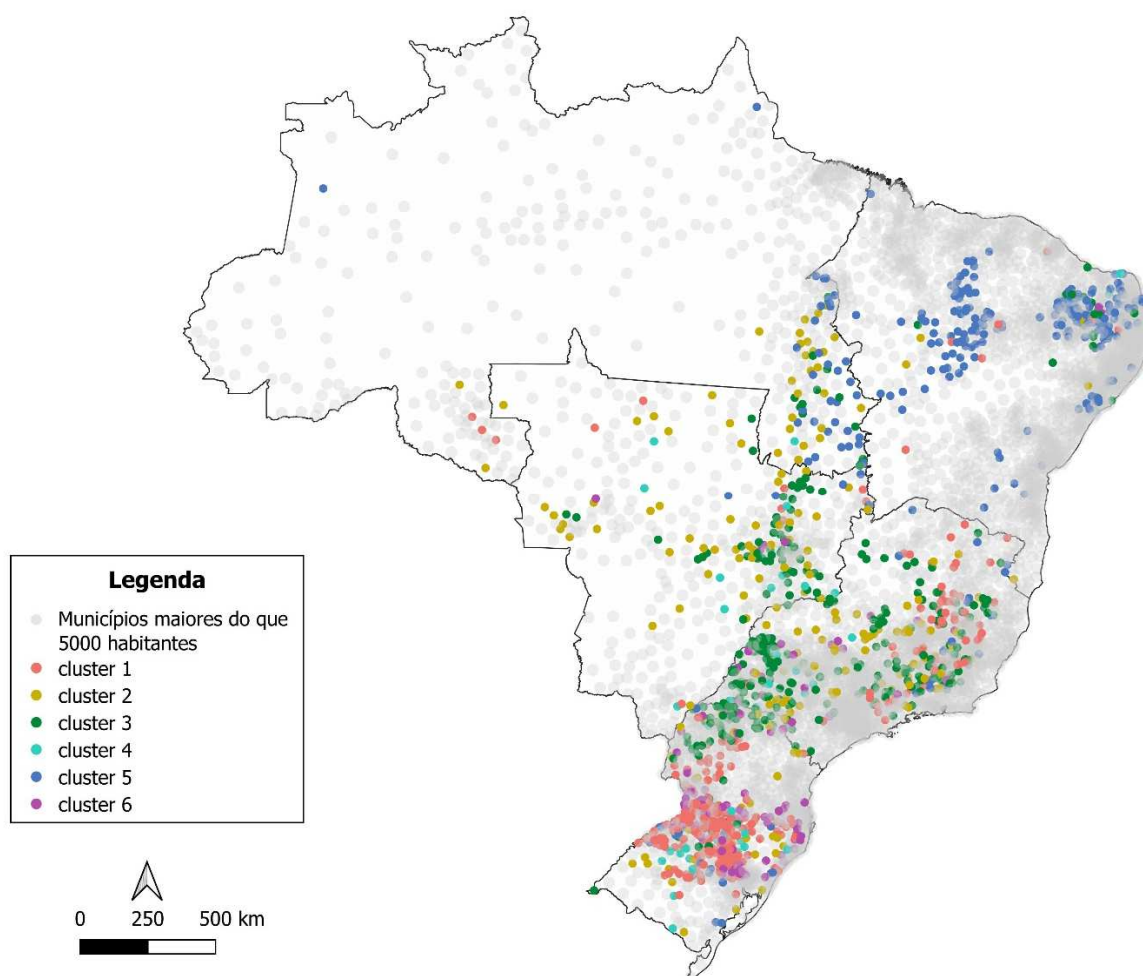 Legenda
Municípios maiores do que
5000 habitantes
cluster 1
cluster 2
cluster 3
cluster 4
cluster 5
cluster 6
0 250 500 km